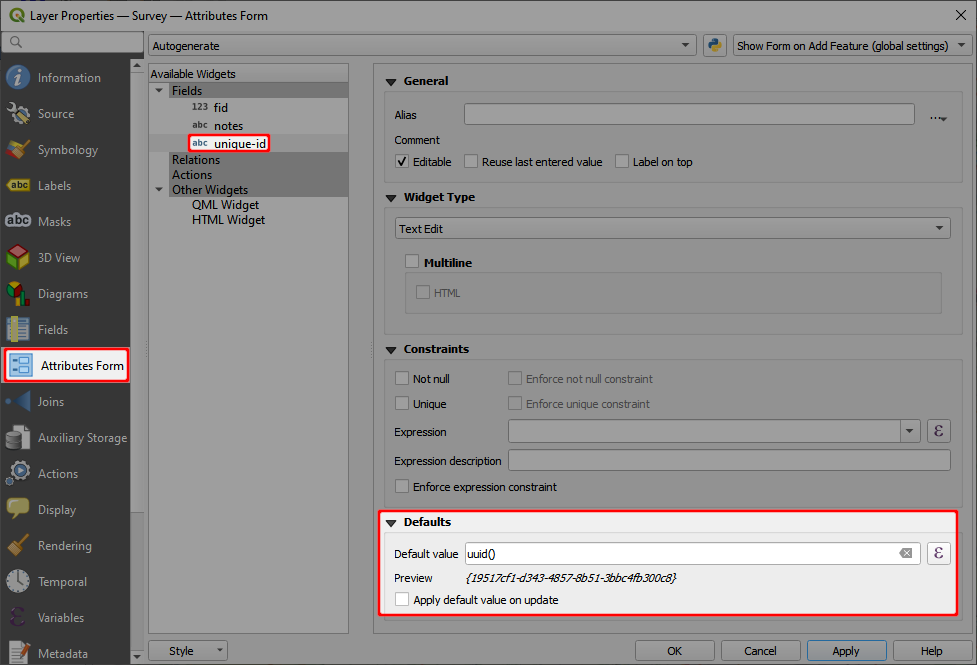 Layer Properties — Survey — Attributes Form
Autogenerate
Show Form on Add Feature (global settings)
Information
Source
Symbology
abc Labels
abc Masks
3D View
Diagrams
Fields
Attributes Form
Joins
Auxiliary Storage
Actions
Display
Rendering
Temporal
Variables
Metadata
Available Widgets
Fields
123 fid
abc notes
abc unique-id
Relations
Actions
Other Widgets
QML Widget
HTML Widget
General
Alias
...
Comment
Editable Reuse last entered value Label on top
Widget Type
Text Edit
Multiline
HTML
Constraints
Not null Enforce not null constraint
Unique Enforce unique constraint
Expression ε
Expression description
Enforce expression constraint
Defaults
Default value uuid() ε
Preview {19517cf1-d343-4857-8b51-3bbc4fb300c8}
Apply default value on update
Style OK Cancel Apply Help